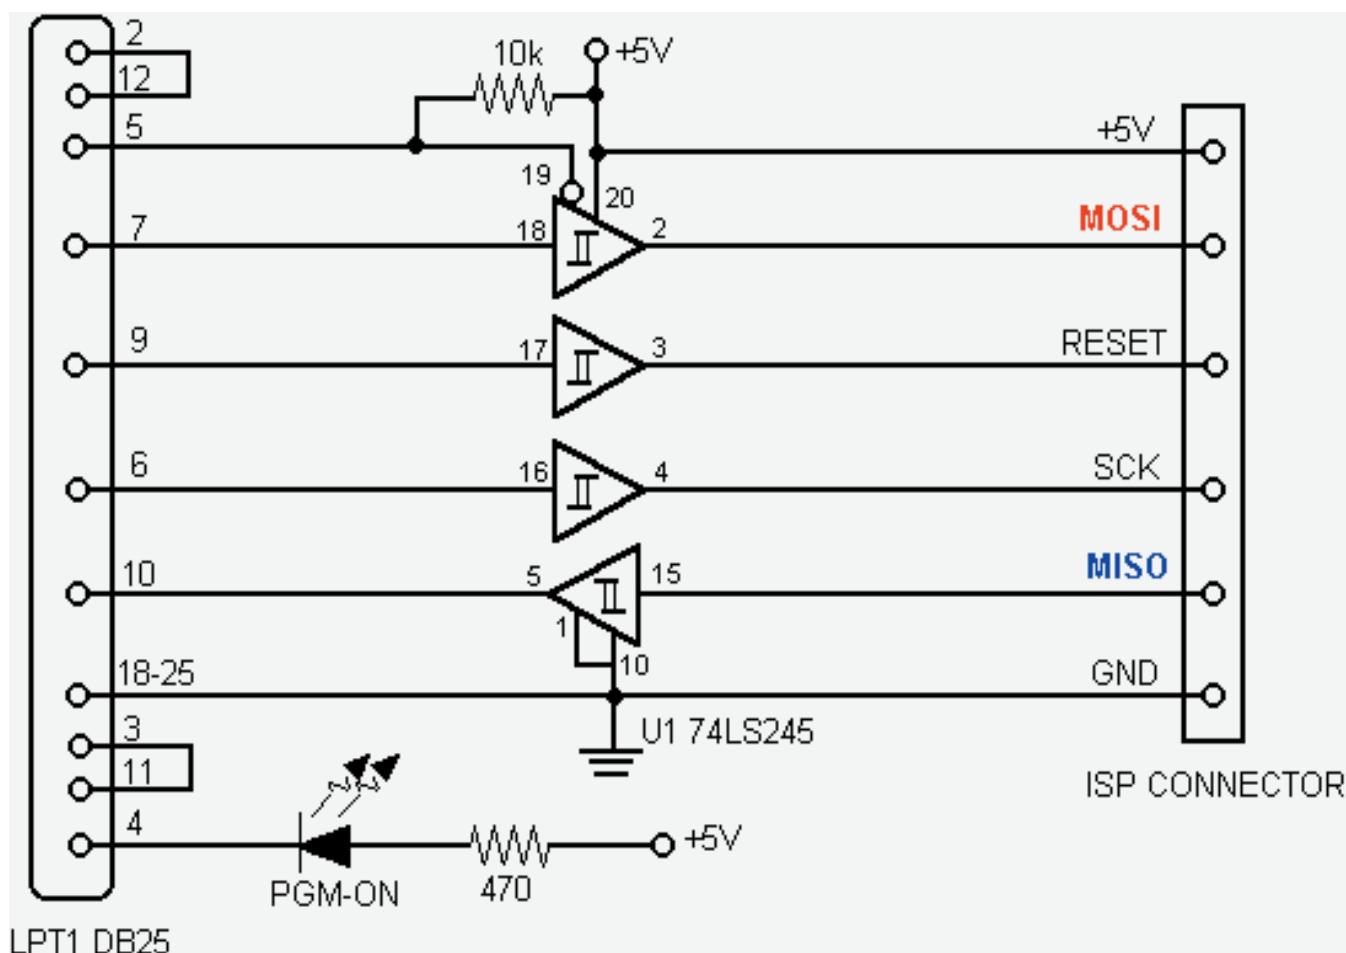 2
12
5
10k
+5V
+5V
19
20
7
18
2
MOSI
9
17
3
RESET
6
16
4
SCK
10
5
15
MISO
1
10
18-25
GND
3
U1 74LS245
11
ISP CONNECTOR
4
+5V
PGM-ON
470
LPT1 DB25